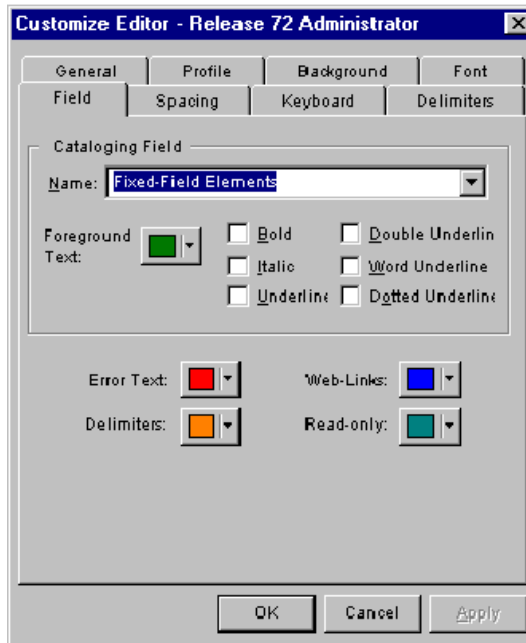 Customize Editor - Release 72 Administrator
General Profile Background Font
Field Spacing Keyboard Delimiters
Cataloging Field
Name: Fixed-Field Elements
Foreground Text: Bold Double Underlin
Italic Word Underline
Underline Dotted Underline
Error Text: Web-Links:
Delimiters: Read-only:
OK Cancel Apply